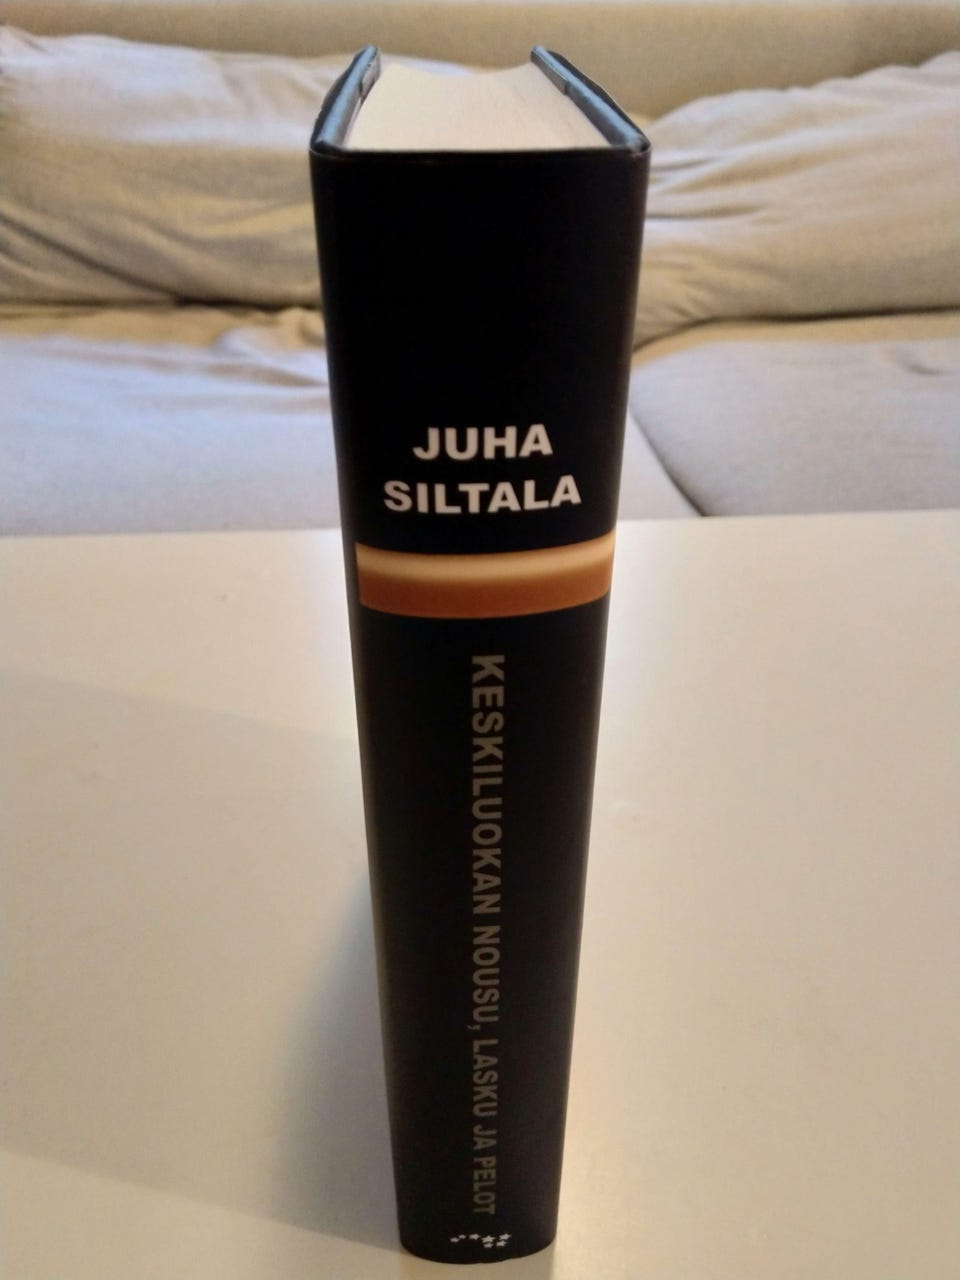 JUHA
SILTALA
KESKILUOKAN NOUSU, LASKU JA PELOT